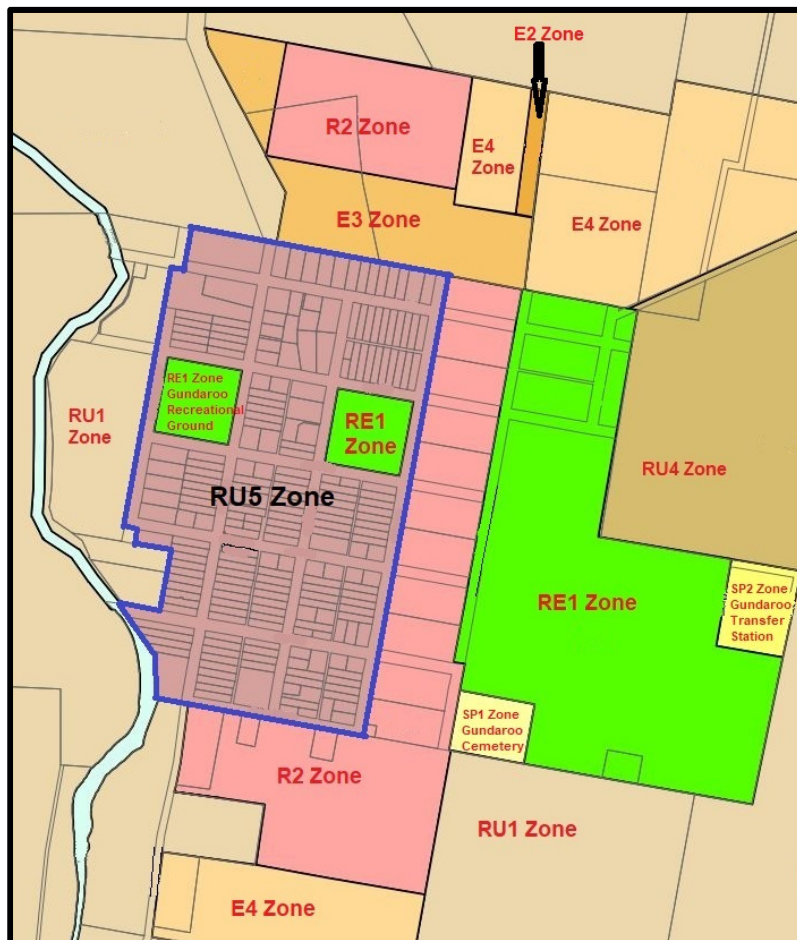 E2 Zone
R2 Zone
E4
Zone
E3 Zone
E4 Zone
RE1 Zone
Gundaroo
Recreational
Ground
RE1
Zone
RU1
Zone
RU4 Zone
RU5 Zone
RE1 Zone
SP2 Zone
Gundaroo
Transfer
Station
SP1 Zone
Gundaroo
Cemetery
R2 Zone
RU1 Zone
E4 Zone